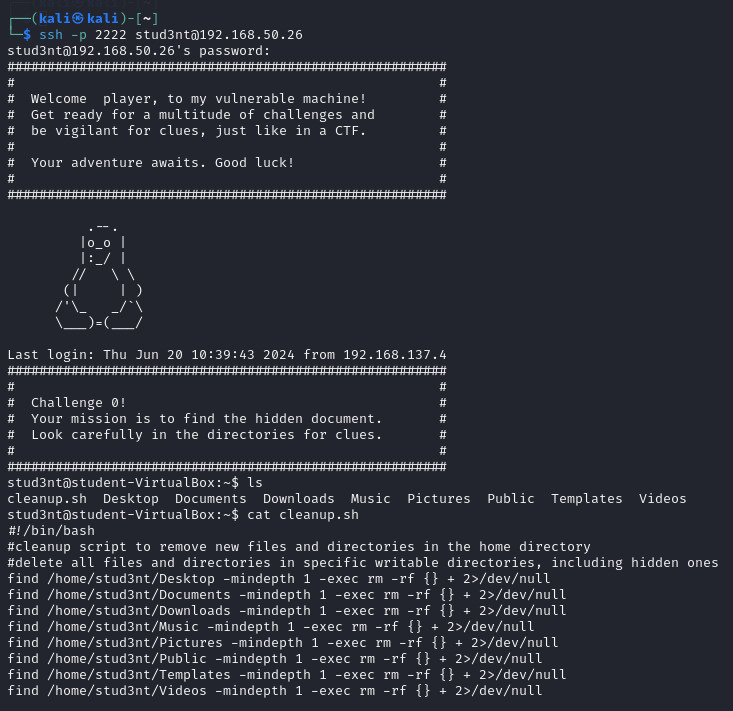 ┌──(kali㉿kali)-[~]
└─$ ssh -p 2222 stud3nt@192.168.50.26
stud3nt@192.168.50.26's password:
#######################################################
#                                                     #
#  Welcome  player, to my vulnerable machine!         #
#  Get ready for a multitude of challenges and        #
#  be vigilant for clues, just like in a CTF.         #
#                                                     #
#  Your adventure awaits. Good luck!                  #
#                                                     #
#######################################################
          .--.
         |o_o |
         |:_/ |
        //   \ \
       (|     | )
      /'\_   _/`\
      \___)=(___/
Last login: Thu Jun 20 10:39:43 2024 from 192.168.137.4
#######################################################
#                                                     #
#  Challenge 0!                                       #
#  Your mission is to find the hidden document.       #
#  Look carefully in the directories for clues.       #
#                                                     #
#######################################################
stud3nt@student-VirtualBox:~$ ls
cleanup.sh  Desktop  Documents  Downloads  Music  Pictures  Public  Templates  Videos
stud3nt@student-VirtualBox:~$ cat cleanup.sh
#!/bin/bash
#cleanup script to remove new files and directories in the home directory
#delete all files and directories in specific writable directories, including hidden ones
find /home/stud3nt/Desktop -mindepth 1 -exec rm -rf {} + 2>/dev/null
find /home/stud3nt/Documents -mindepth 1 -exec rm -rf {} + 2>/dev/null
find /home/stud3nt/Downloads -mindepth 1 -exec rm -rf {} + 2>/dev/null
find /home/stud3nt/Music -mindepth 1 -exec rm -rf {} + 2>/dev/null
find /home/stud3nt/Pictures -mindepth 1 -exec rm -rf {} + 2>/dev/null
find /home/stud3nt/Public -mindepth 1 -exec rm -rf {} + 2>/dev/null
find /home/stud3nt/Templates -mindepth 1 -exec rm -rf {} + 2>/dev/null
find /home/stud3nt/Videos -mindepth 1 -exec rm -rf {} + 2>/dev/null